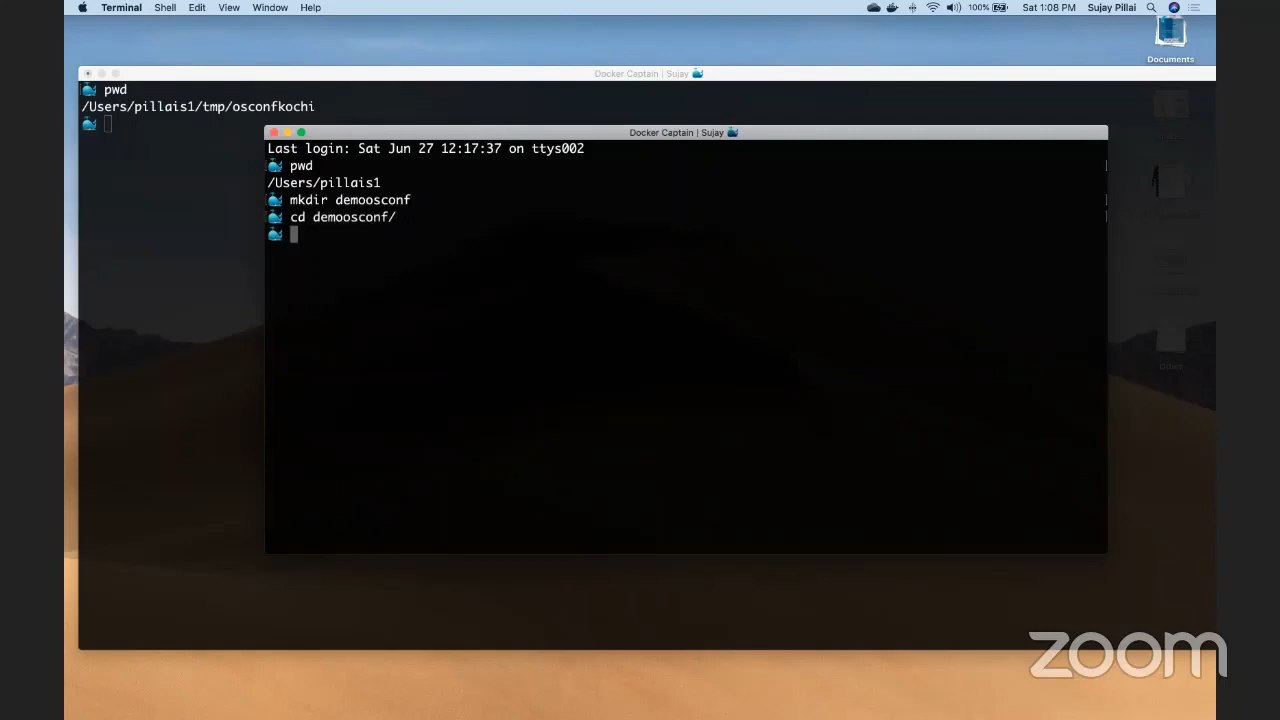 Terminal Shell Edit View Window Help 100% Sat 1:08 PM Sujay Pillai
Documents
Docker Captain | Sujay
pwd
/Users/pillais1/tmp/osconfkochi
Docker Captain | Sujay
Last login: Sat Jun 27 12:17:37 on ttys002
pwd
/Users/pillais1
mkdir demoosconf
cd demoosconf/
zoom